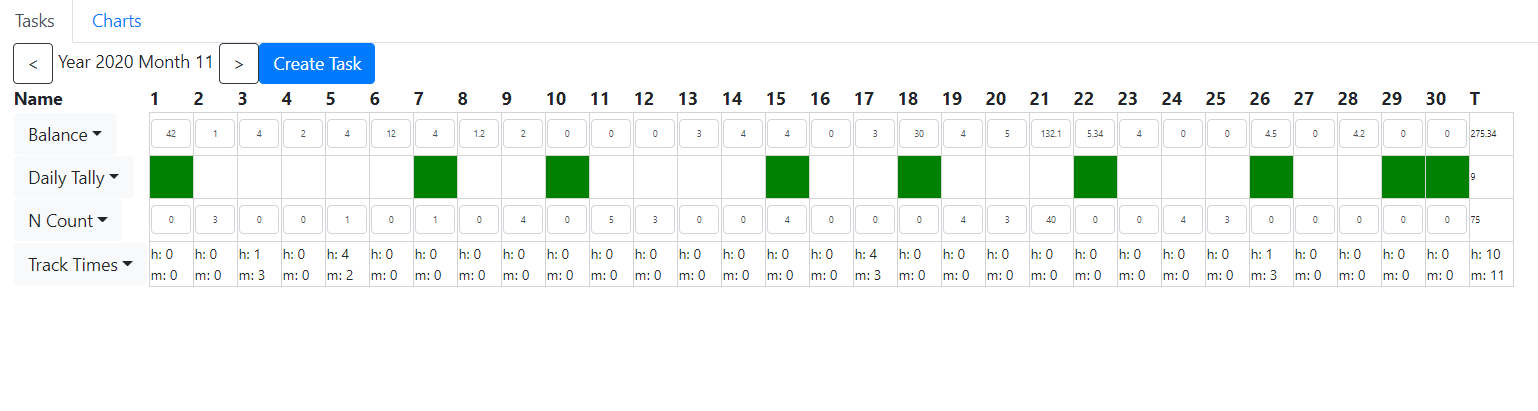 Tasks Charts
< Year 2020 Month 11 > Create Task
Name 1 2 3 4 5 6 7 8 9 10 11 12 13 14 15 16 17 18 19 20 21 22 23 24 25 26 27 28 29 30 T
Balance 42 1 4 2 4 12 4 1.2 2 0 0 0 3 4 4 0 3 30 4 5 132.1 5.34 4 0 0 4.5 0 4.2 0 0 275.34
Daily Tally 9
N Count 0 3 0 0 1 0 1 0 4 0 5 3 0 0 4 0 0 0 4 3 40 0 0 4 3 0 0 0 0 0 75
Track Times h: 0 h: 0 h: 1 h: 0 h: 4 h: 0 h: 0 h: 0 h: 0 h: 0 h: 0 h: 0 h: 0 h: 0 h: 0 h: 0 h: 4 h: 0 h: 0 h: 0 h: 0 h: 0 h: 0 h: 0 h: 0 h: 1 h: 0 h: 0 h: 0 h: 0 h: 10
m: 0 m: 0 m: 3 m: 0 m: 2 m: 0 m: 0 m: 0 m: 0 m: 0 m: 0 m: 0 m: 0 m: 0 m: 0 m: 0 m: 3 m: 0 m: 0 m: 0 m: 0 m: 0 m: 0 m: 0 m: 0 m: 3 m: 0 m: 0 m: 0 m: 0 m: 11